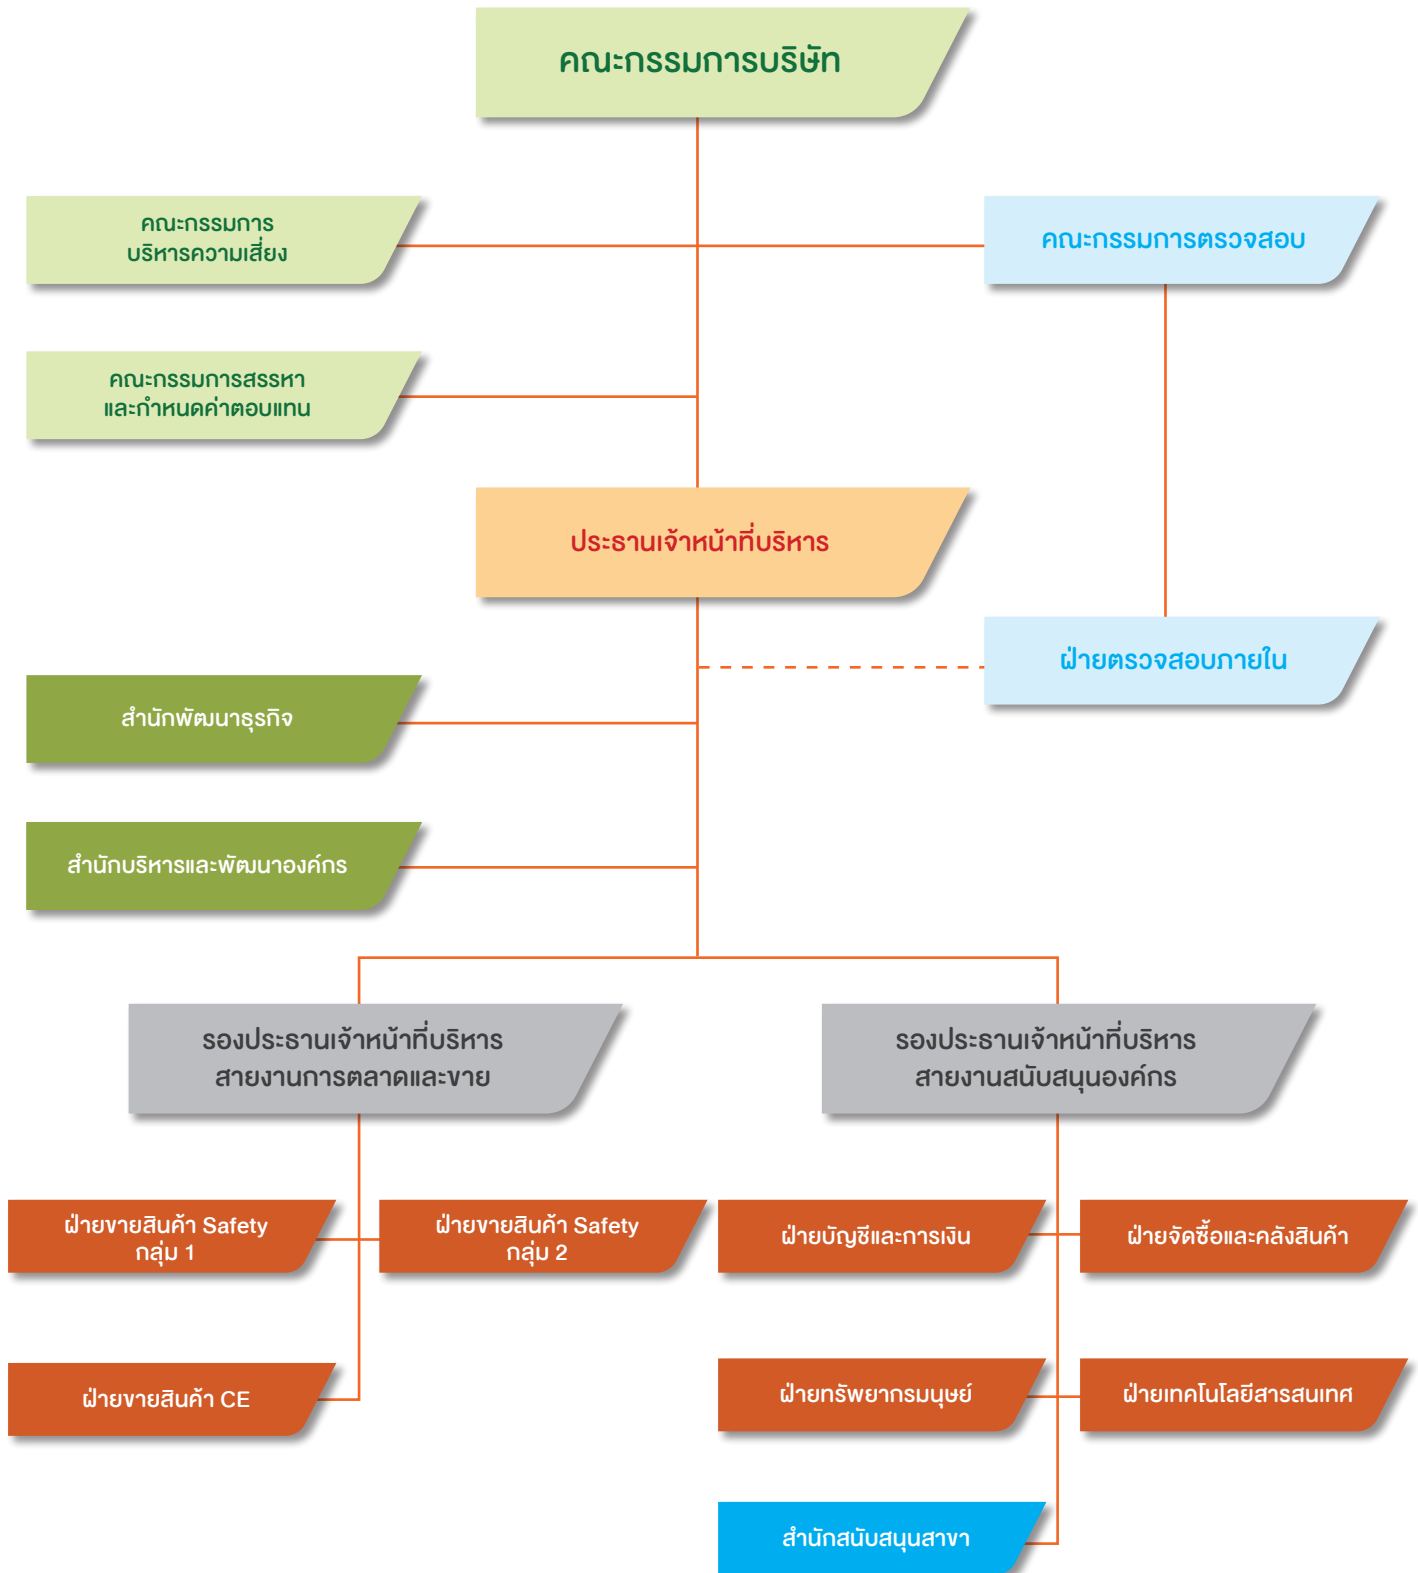 คณะกรรมการบริษัท
คณะกรรมการ
บริหารความเสี่ยง
คณะกรรมการตรวจสอบ
คณะกรรมการสรรหา
และกำหนดค่าตอบแทน
ประธานเจ้าหน้าที่บริหาร
ฝ่ายตรวจสอบภายใน
สำนักพัฒนาธุรกิจ
สำนักบริหารและพัฒนาองค์กร
รองประธานเจ้าหน้าที่บริหาร
สายงานการตลาดและขาย
รองประธานเจ้าหน้าที่บริหาร
สายงานสนับสนุนองค์กร
ฝ่ายขายสินค้า Safety
กลุ่ม 1
ฝ่ายขายสินค้า Safety
กลุ่ม 2
ฝ่ายบัญชีและการเงิน
ฝ่ายจัดซื้อและคลังสินค้า
ฝ่ายขายสินค้า CE
ฝ่ายทรัพยากรมนุษย์
ฝ่ายเทคโนโลยีสารสนเทศ
สำนักสนับสนุนสาขา